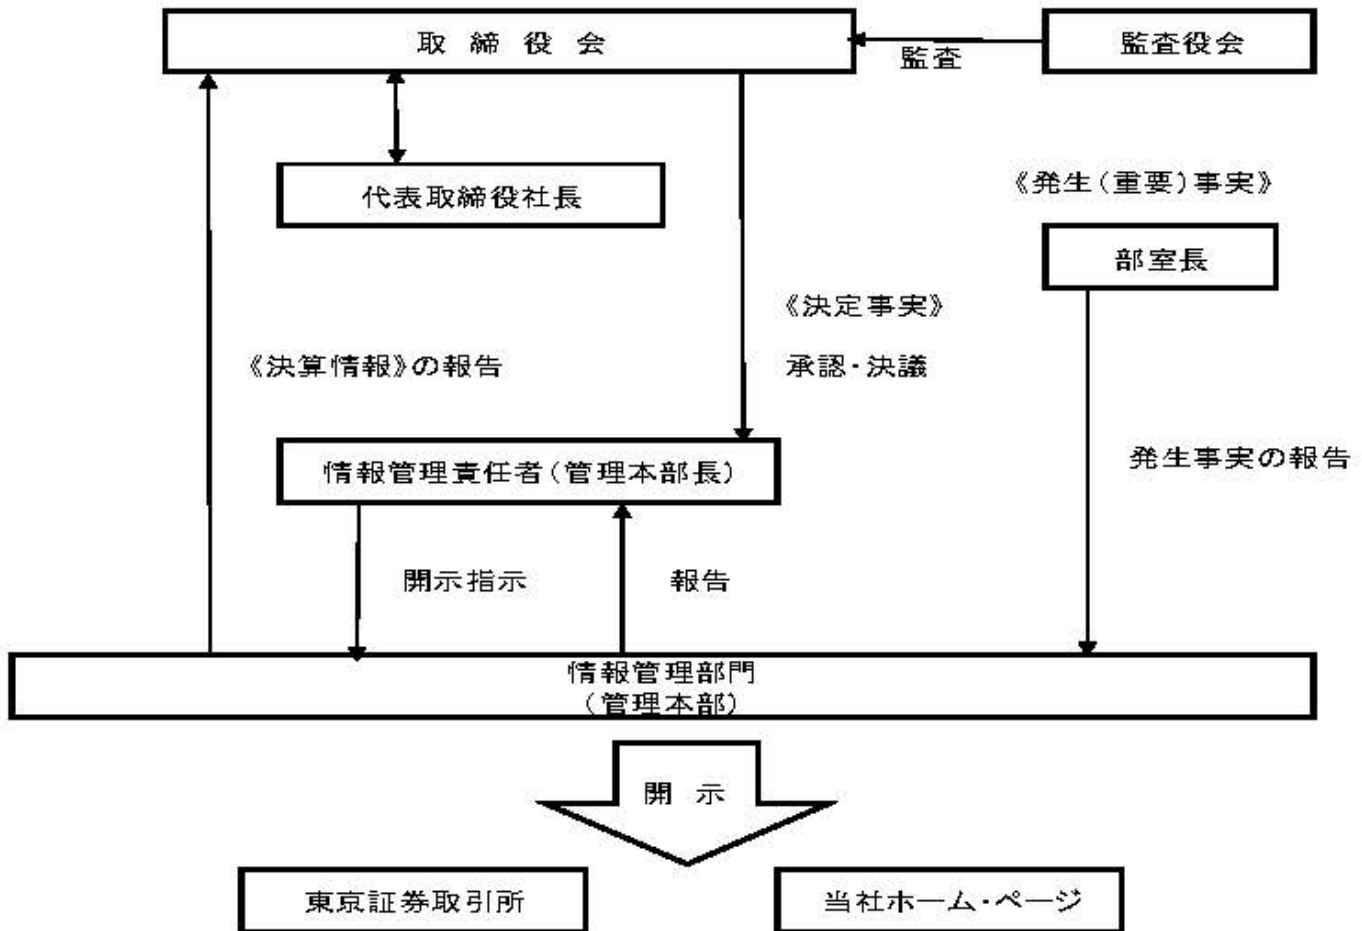 取締役会
監査
監査役会
代表取締役社長
《発生(重要)事実》
部室長
《決定事実》
《決算情報》の報告
承認・決議
情報管理責任者(管理本部長)
発生事実の報告
開示指示
報告
情報管理部門
(管理本部)
開示
東京証券取引所
当社ホーム・ページ